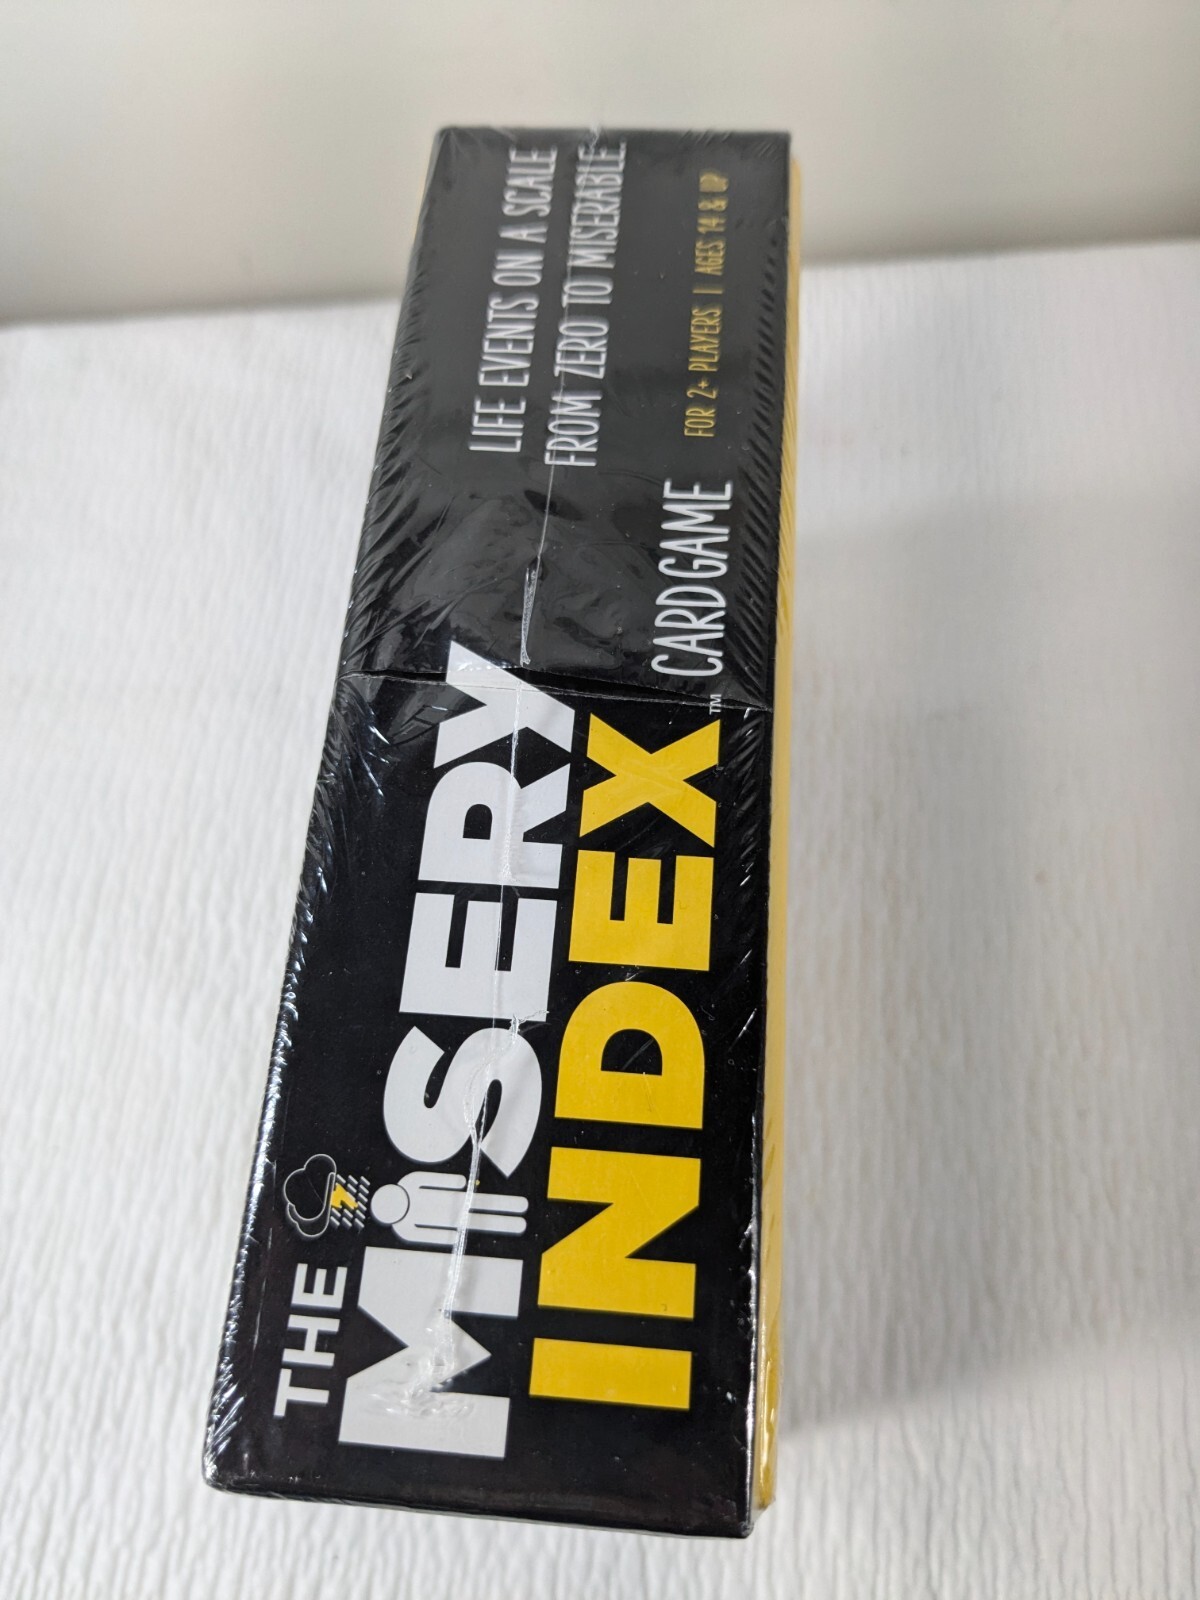 THE
MISERY
INDEX™ CARD GAME
LIFE EVENTS ON A SCALE
FROM ZERO TO MISERABLE.
FOR 2+ PLAYERS | AGES 14 & UP